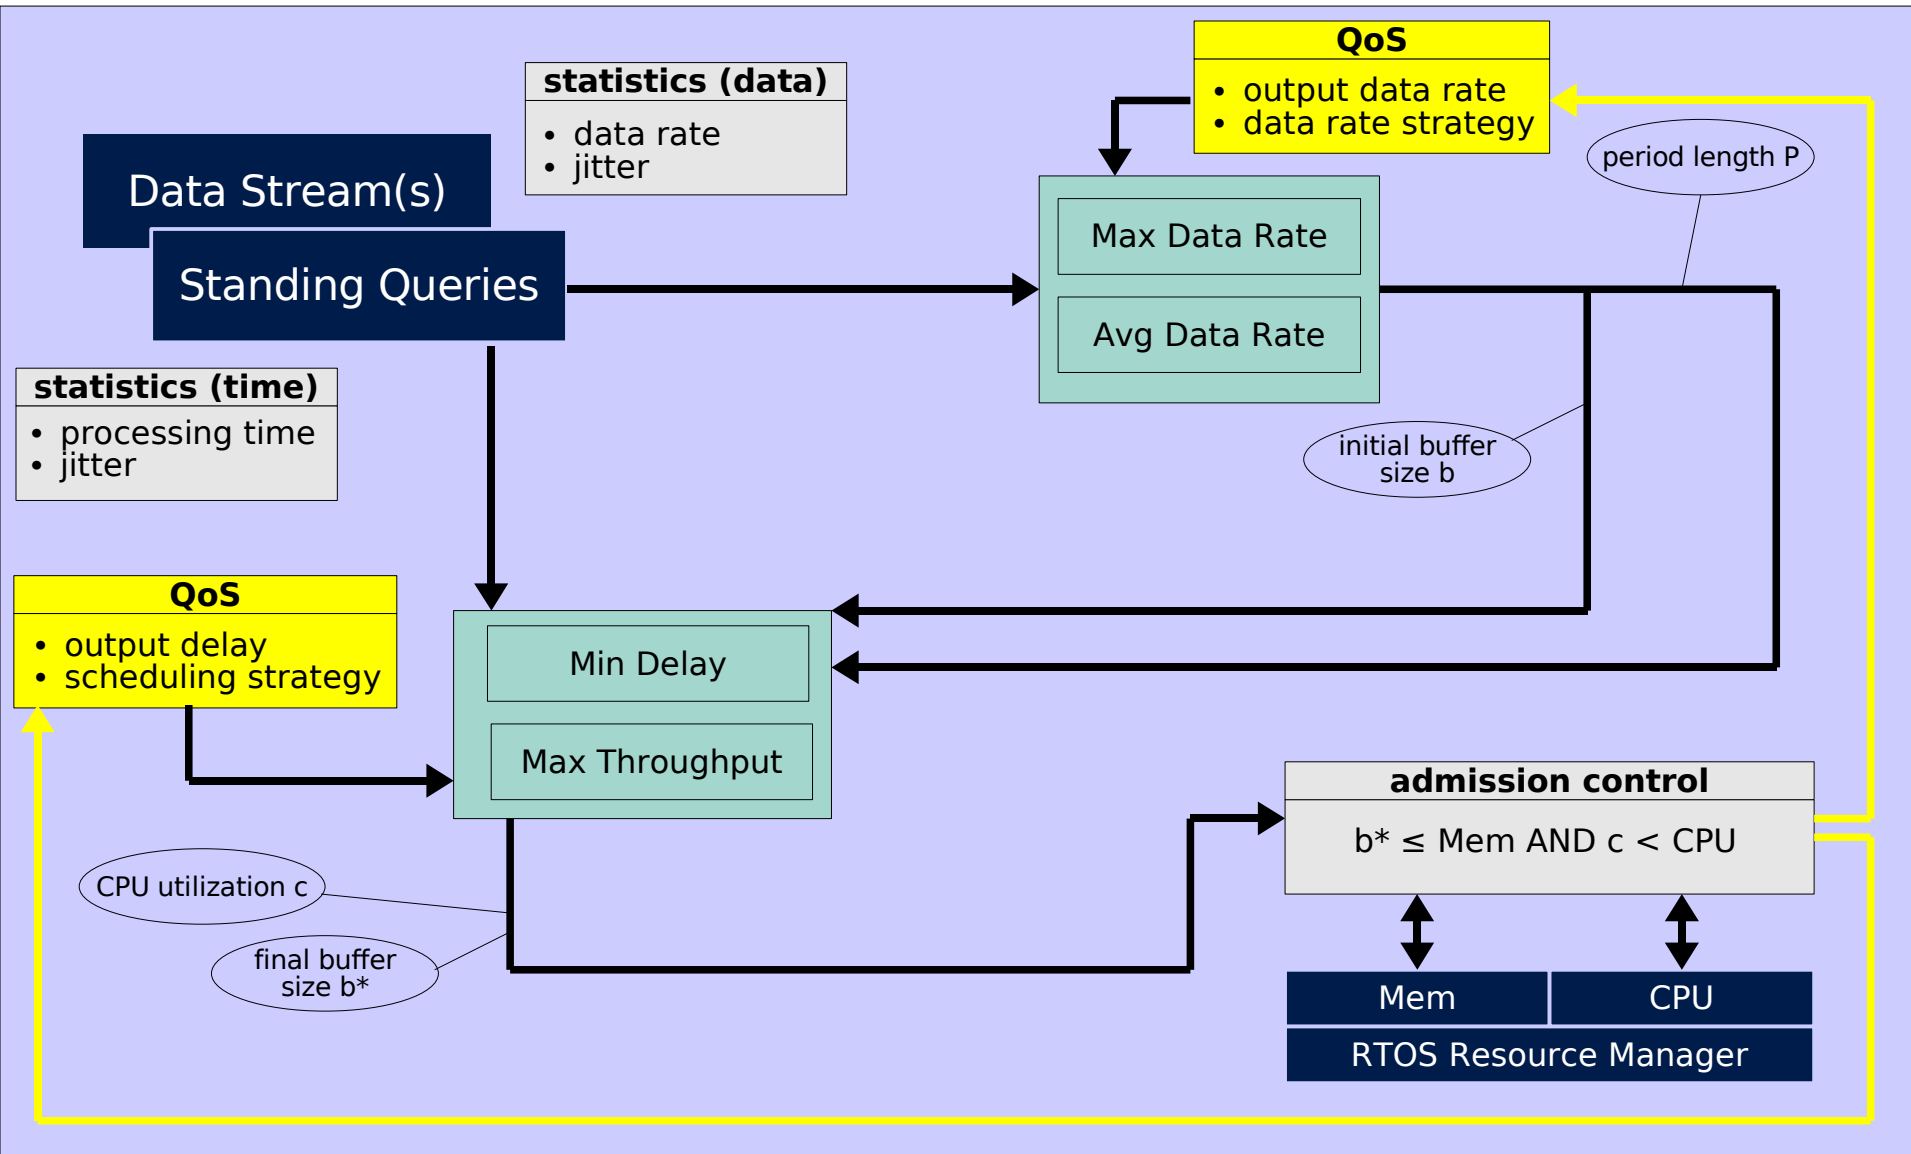 QoS
• output data rate
• data rate strategy
statistics (data)
• data rate
• jitter
period length P
Data Stream(s)
Standing Queries
Max Data Rate
Avg Data Rate
statistics (time)
• processing time
• jitter
initial buffer
size b
QoS
• output delay
• scheduling strategy
Min Delay
Max Throughput
admission control
b* ≤ Mem AND c < CPU
CPU utilization c
final buffer
size b*
Mem
CPU
RTOS Resource Manager